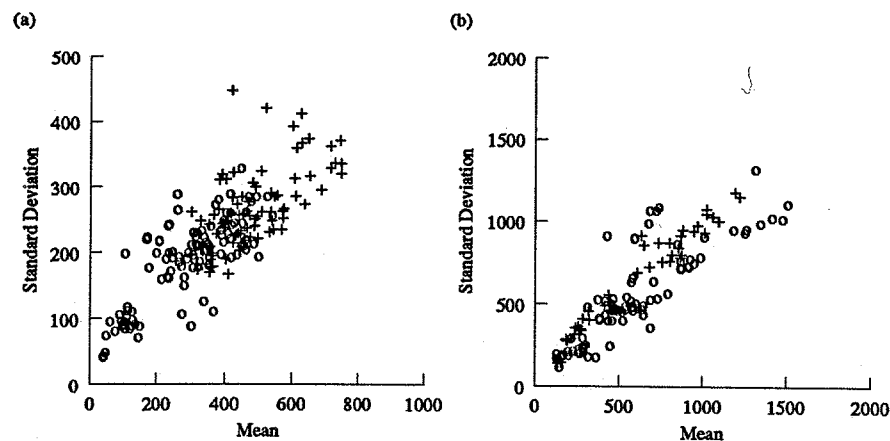 (a)
500
400
300
200
100
0
Standard Deviation
0 200 400 600 800 1000
Mean
(b)
2000
1500
1000
500
0
Standard Deviation
0 500 1000 1500 2000
Mean